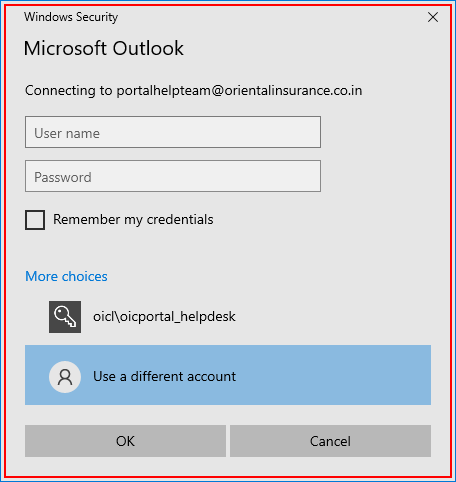 Windows Security
Microsoft Outlook
Connecting to portalhelpteam@orientalinsurance.co.in
User name
Password
Remember my credentials
More choices
oicl\oicportal_helpdesk
Use a different account
OK Cancel